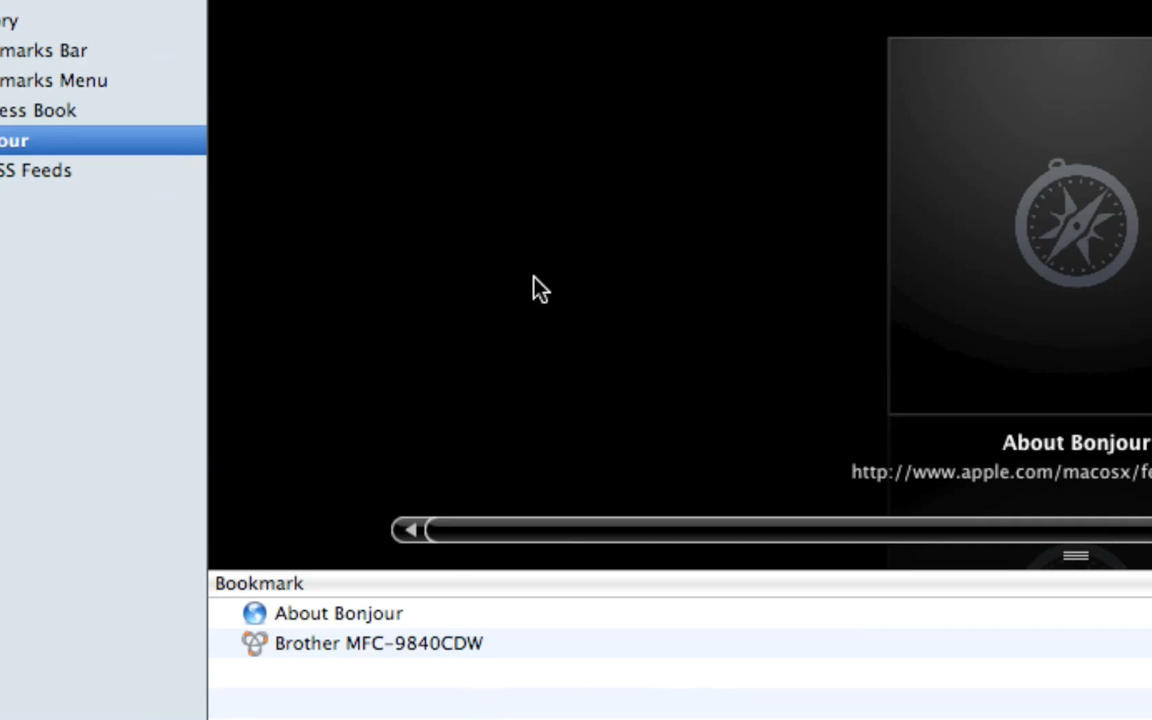 ry
marks Bar
marks Menu
ess Book
our
SS Feeds
About Bonjour
http://www.apple.com/macosx/fe
Bookmark
About Bonjour
Brother MFC-9840CDW